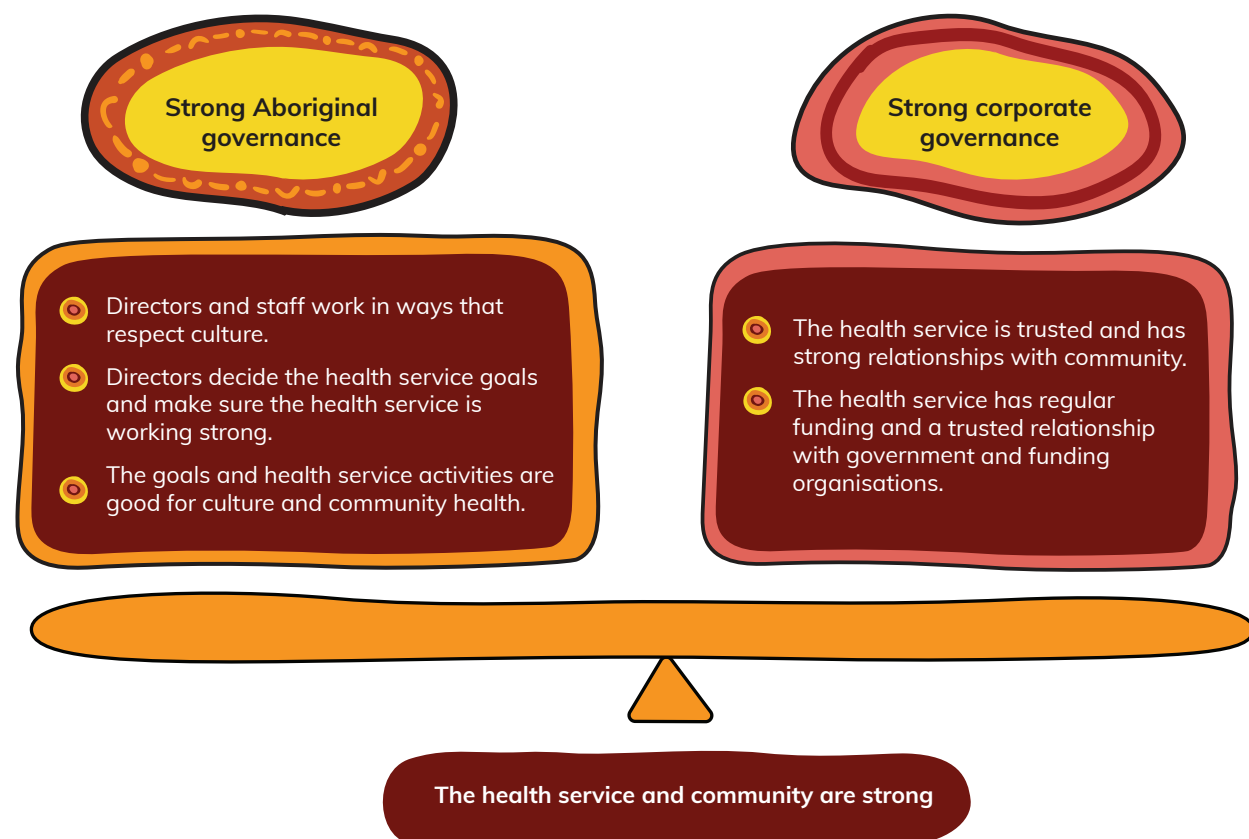 Strong Aboriginal
governance
Directors and staff work in ways that
respect culture.
Directors decide the health service goals
and make sure the health service is
working strong.
The goals and health service activities are
good for culture and community health.
Strong corporate
governance
The health service is trusted and has
strong relationships with community.
The health service has regular
funding and a trusted relationship
with government and funding
organisations.
The health service and community are strong